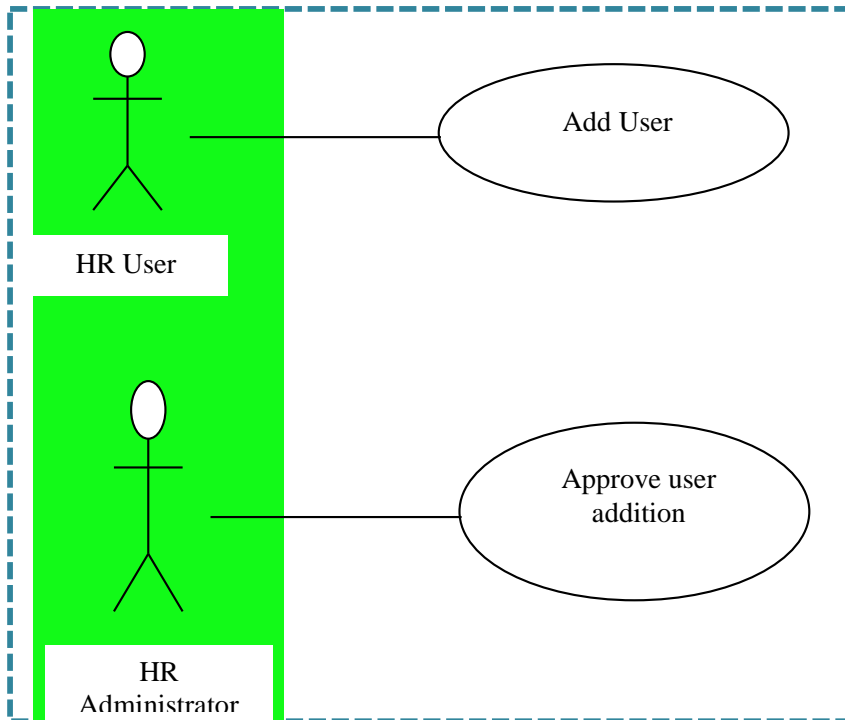 Add User
HR User
Approve user
addition
HR
Administrator